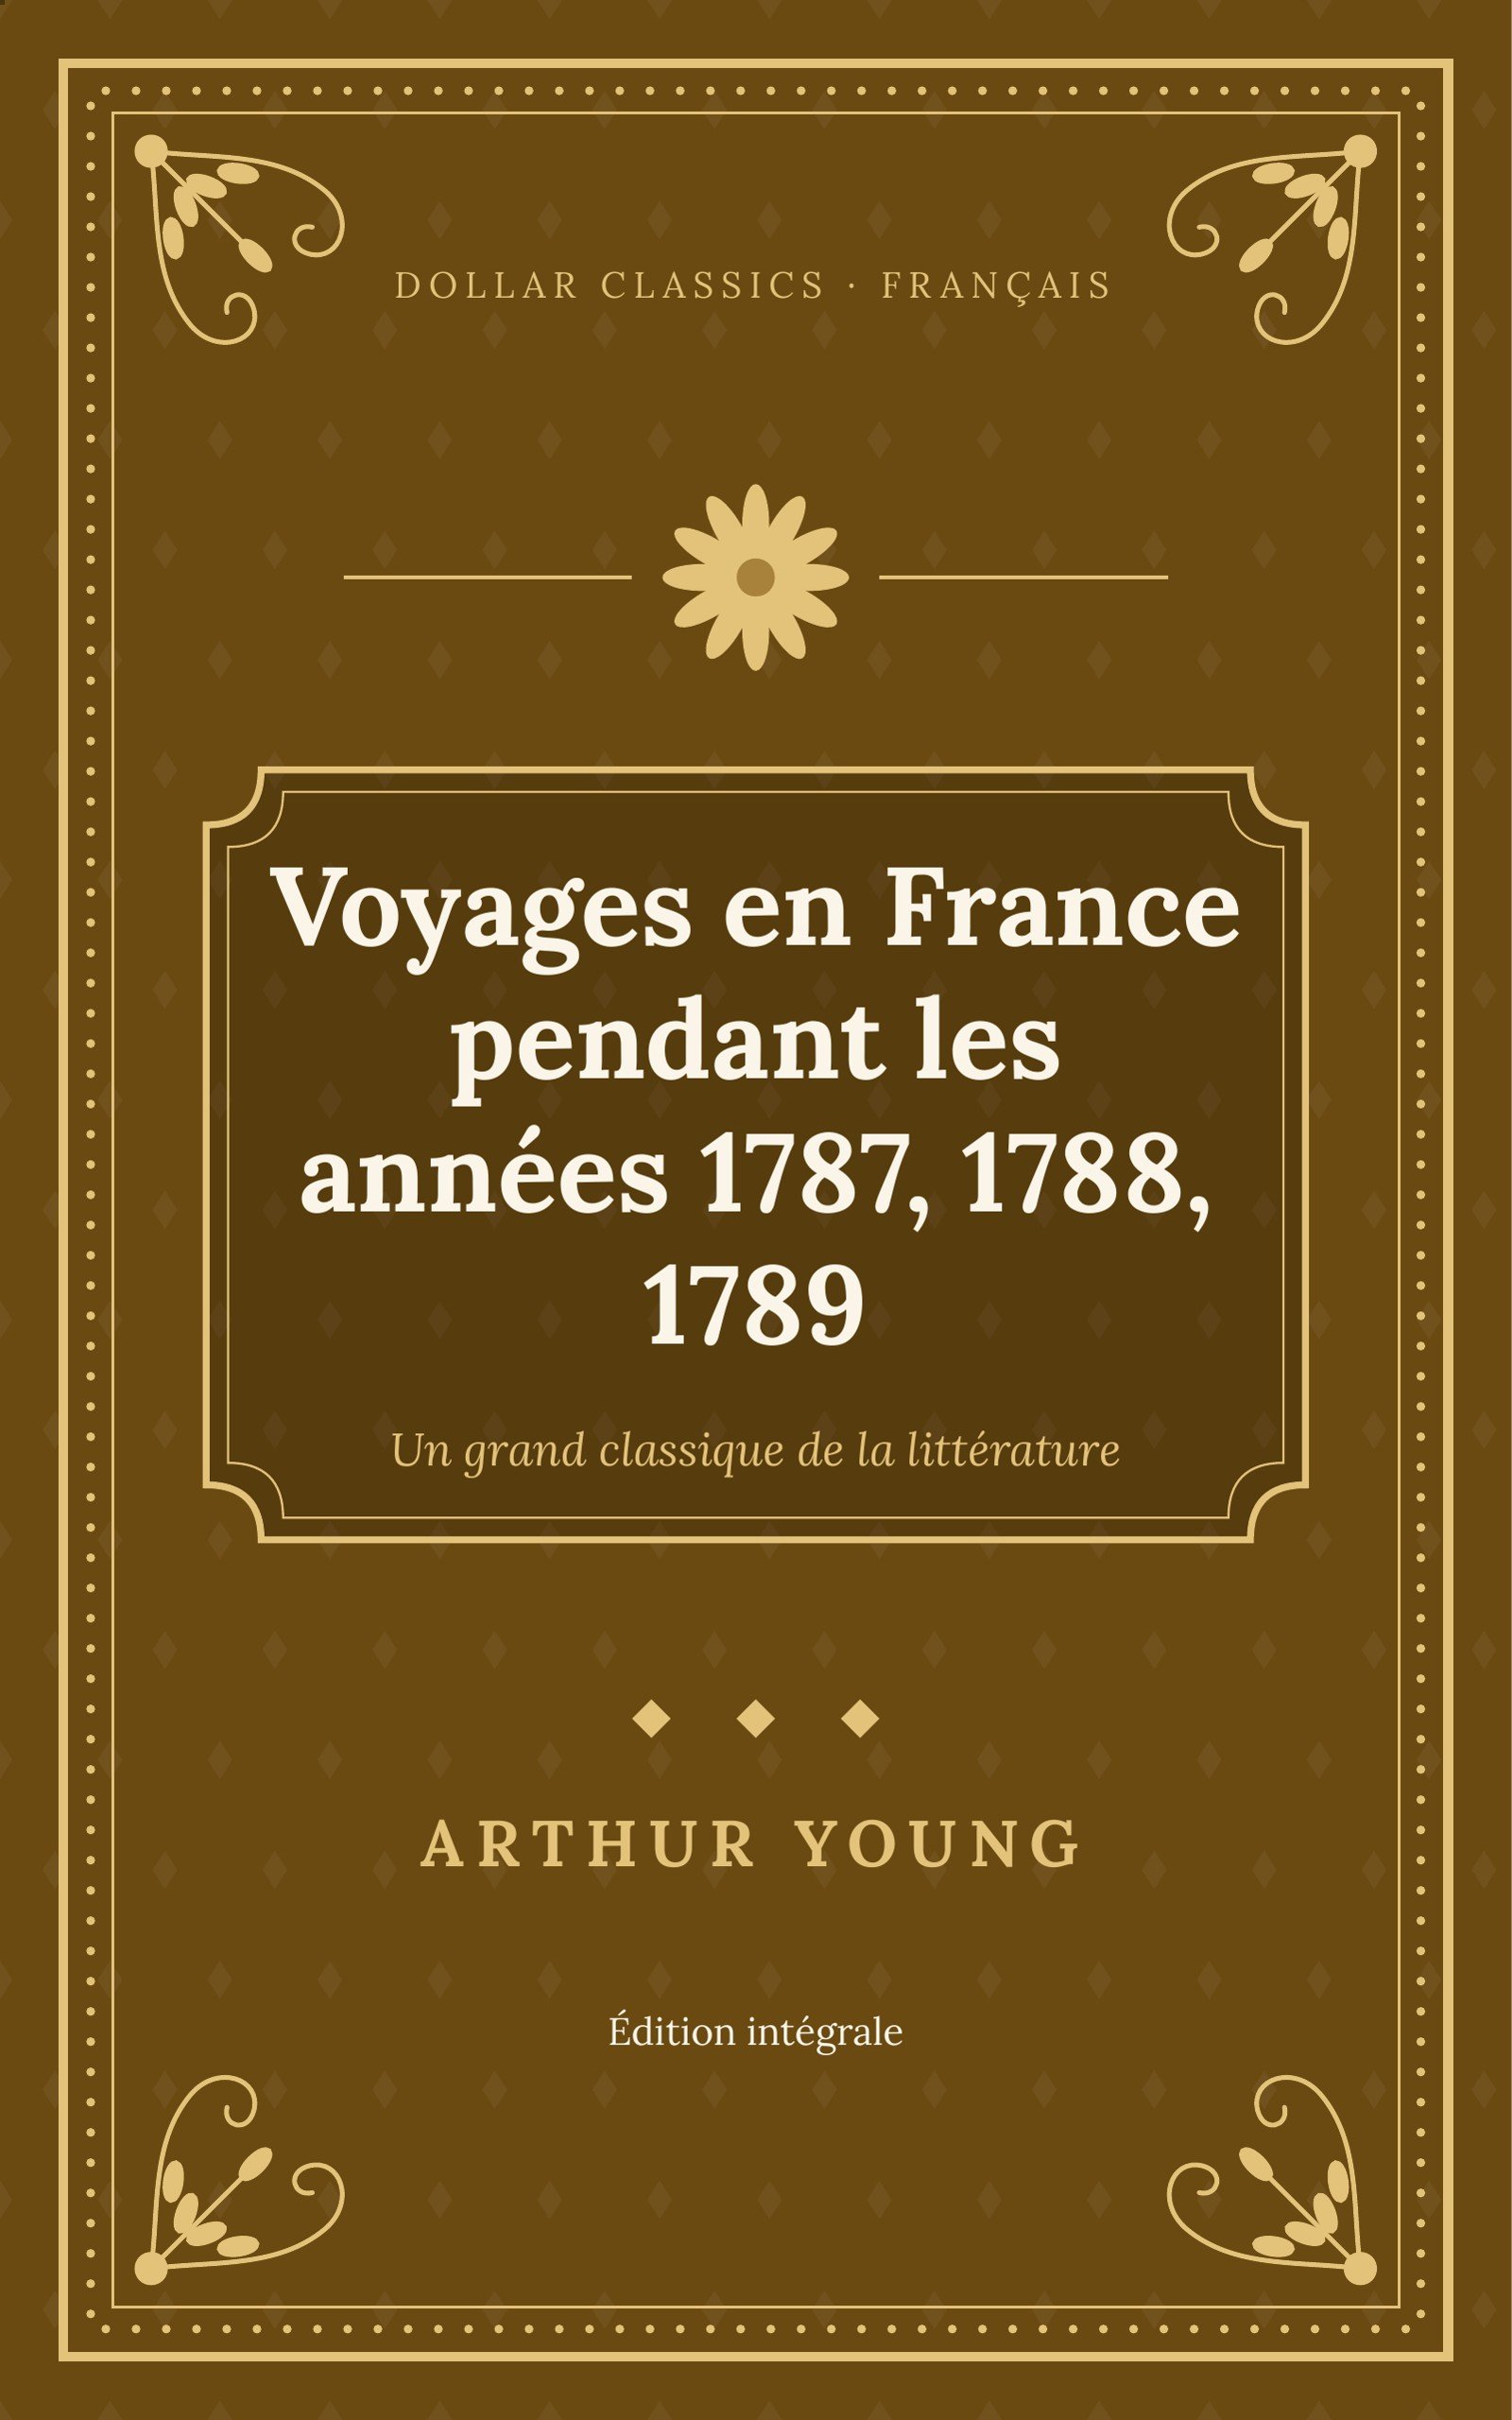 DOLLAR CLASSICS · FRANÇAIS
Voyages en France
pendant les
années 1787, 1788,
1789
Un grand classique de la littérature
ARTHUR YOUNG
Édition intégrale